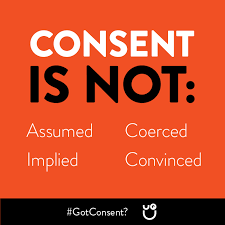 CONSENT
IS NOT:
Assumed Coerced
Implied Convinced
#GotConsent?